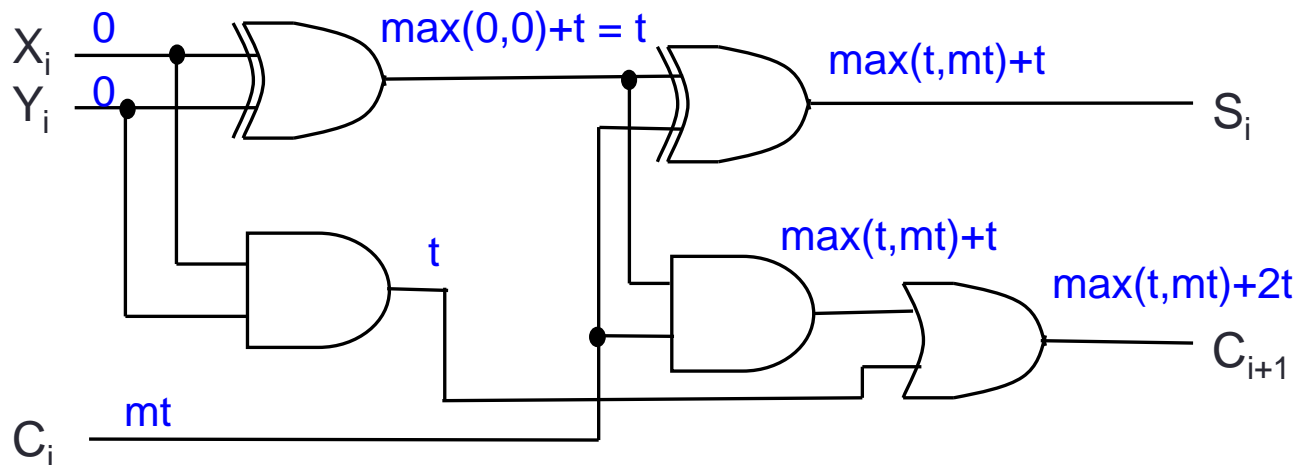 0
max(0,0)+t = t
Xᵢ
max(t,mt)+t
0
Yᵢ
Sᵢ
max(t,mt)+t
t
max(t,mt)+2t
Cᵢ₊₁
mt
Cᵢ